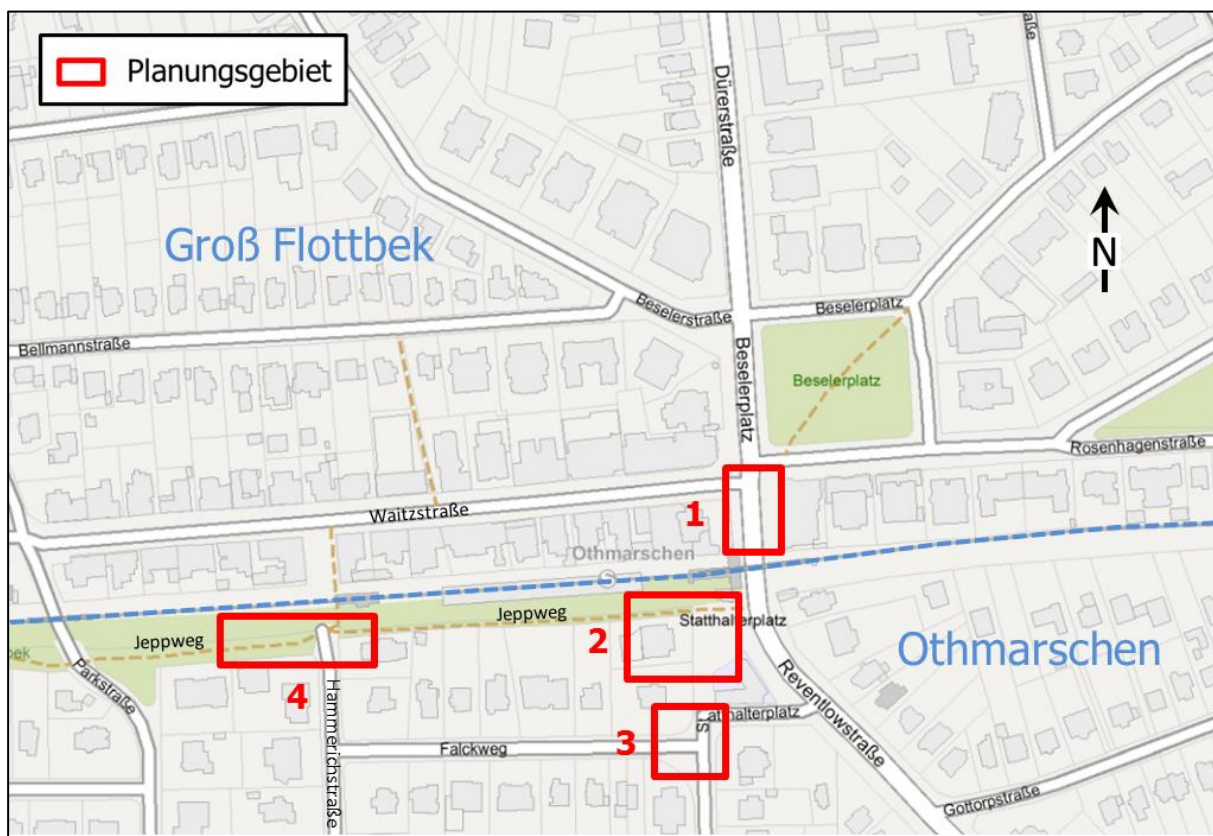 Planungsgebiet
Dürerstraße
N
Groß Flottbek
Beselerstraße
Beselerplatz
Bellmannstraße
Beselerplatz
Beselerplatz
Rosenhagenstraße
Waitzstraße
1
Othmarschen
S
Jeppweg
Jeppweg
2
Statthalterplatz
Othmarschen
Parkstraße
4
Hammerichstraße
Reventlowstraße
Statthalterplatz
3
Falckweg
Gottorpstraße